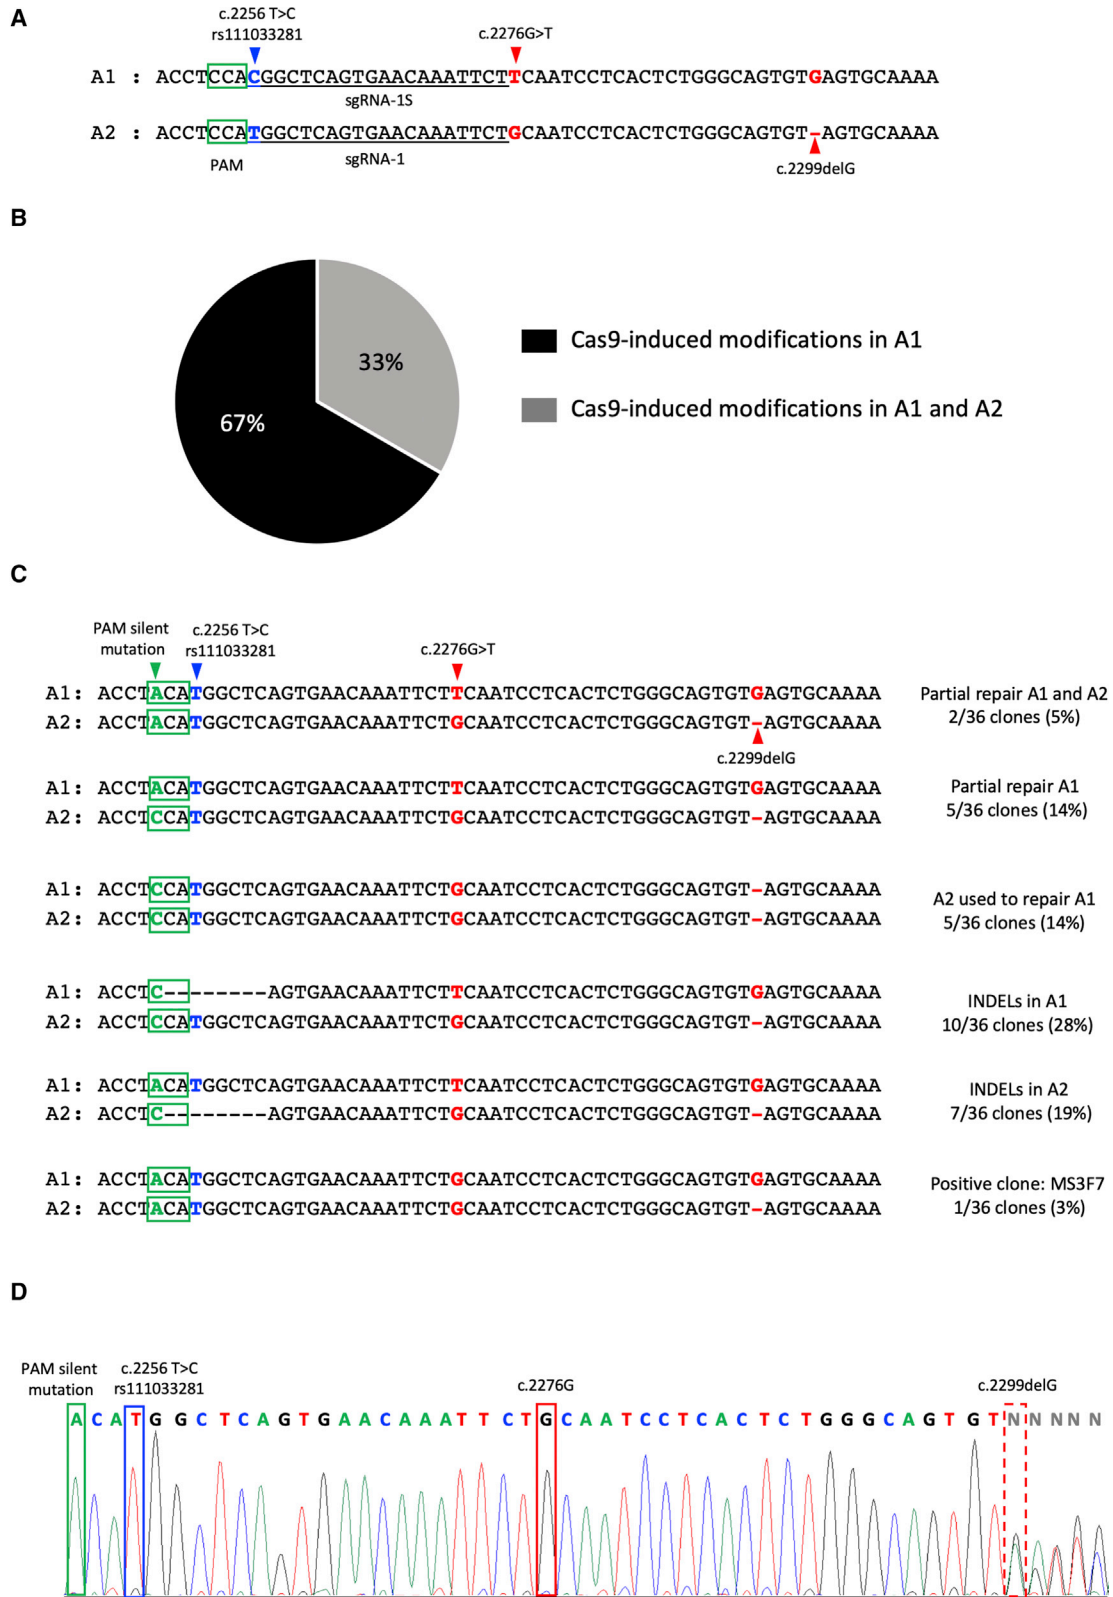 A
c.2256 T>C
rs111033281
c.2276G>T
A1 : ACCTCCACGGCTCAGTGAACAAATTCTTCAATCCTCACTCTGGGCAGTGTGAGTGCAAAA
sgRNA-1S
A2 : ACCTCCATGGCTCAGTGAACAAATTCTGCAATCCTCACTCTGGGCAGTGT-AGTGCAAAA
PAM
sgRNA-1
c.2299delG
B
33%
67%
Cas9-induced modifications in A1
Cas9-induced modifications in A1 and A2
C
PAM silent
mutation
c.2256 T>C
rs111033281
c.2276G>T
A1: ACCTACATGGCTCAGTGAACAAATTCTTCAATCCTCACTCTGGGCAGTGTGAGTGCAAAA
A2: ACCTACATGGCTCAGTGAACAAATTCTGCAATCCTCACTCTGGGCAGTGT-AGTGCAAAA
Partial repair A1 and A2
2/36 clones (5%)
c.2299delG
A1: ACCTACATGGCTCAGTGAACAAATTCTTCAATCCTCACTCTGGGCAGTGTGAGTGCAAAA
A2: ACCTCCATGGCTCAGTGAACAAATTCTGCAATCCTCACTCTGGGCAGTGT-AGTGCAAAA
Partial repair A1
5/36 clones (14%)
A1: ACCTCCATGGCTCAGTGAACAAATTCTGCAATCCTCACTCTGGGCAGTGT-AGTGCAAAA
A2: ACCTCCATGGCTCAGTGAACAAATTCTGCAATCCTCACTCTGGGCAGTGT-AGTGCAAAA
A2 used to repair A1
5/36 clones (14%)
A1: ACCTC--------AGTGAACAAATTCTTCAATCCTCACTCTGGGCAGTGTGAGTGCAAAA
A2: ACCTCCATGGCTCAGTGAACAAATTCTGCAATCCTCACTCTGGGCAGTGT-AGTGCAAAA
INDELs in A1
10/36 clones (28%)
A1: ACCTACATGGCTCAGTGAACAAATTCTTCAATCCTCACTCTGGGCAGTGTGAGTGCAAAA
A2: ACCTC--------AGTGAACAAATTCTGCAATCCTCACTCTGGGCAGTGT-AGTGCAAAA
INDELs in A2
7/36 clones (19%)
A1: ACCTACATGGCTCAGTGAACAAATTCTGCAATCCTCACTCTGGGCAGTGTGAGTGCAAAA
A2: ACCTACATGGCTCAGTGAACAAATTCTGCAATCCTCACTCTGGGCAGTGT-AGTGCAAAA
Positive clone: MS3F7
1/36 clones (3%)
D
PAM silent
mutation
c.2256 T>C
rs111033281
c.2276G
c.2299delG
A C A T G G C T C A G T G A A C A A A T T C T G C A A T C C T C A C T C T G G G C A G T G T N N N N N